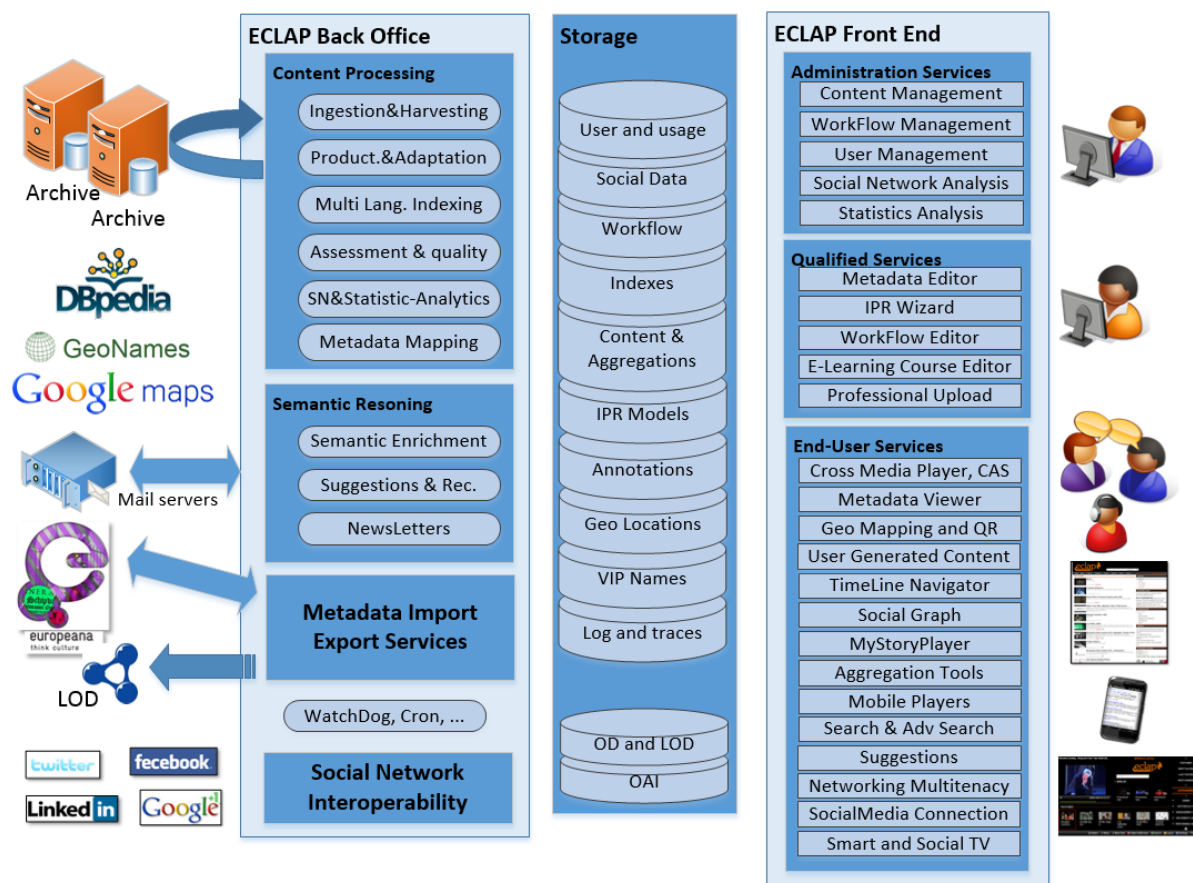 ECLAP Back Office
Content Processing
Ingestion&Harvesting
Product.&Adaptation
Multi Lang. Indexing
Assessment & quality
SN&Statistic-Analytics
Metadata Mapping
Semantic Resoning
Semantic Enrichment
Suggestions & Rec.
NewsLetters
Metadata Import
Export Services
WatchDog, Cron, ...
Social Network
Interoperability
Archive
Archive
DBpedia
GeoNames
Google maps
Mail servers
europeana
think culture
LOD
twitter
fecebook
Linked in
Google +1
Storage
User and usage
Social Data
Workflow
Indexes
Content &
Aggregations
IPR Models
Annotations
Geo Locations
VIP Names
Log and traces
OD and LOD
OAI
ECLAP Front End
Administration Services
Content Management
WorkFlow Management
User Management
Social Network Analysis
Statistics Analysis
Qualified Services
Metadata Editor
IPR Wizard
WorkFlow Editor
E-Learning Course Editor
Professional Upload
End-User Services
Cross Media Player, CAS
Metadata Viewer
Geo Mapping and QR
User Generated Content
TimeLine Navigator
Social Graph
MyStoryPlayer
Aggregation Tools
Mobile Players
Search & Adv Search
Suggestions
Networking Multitenacy
SocialMedia Connection
Smart and Social TV
eclap
eclap